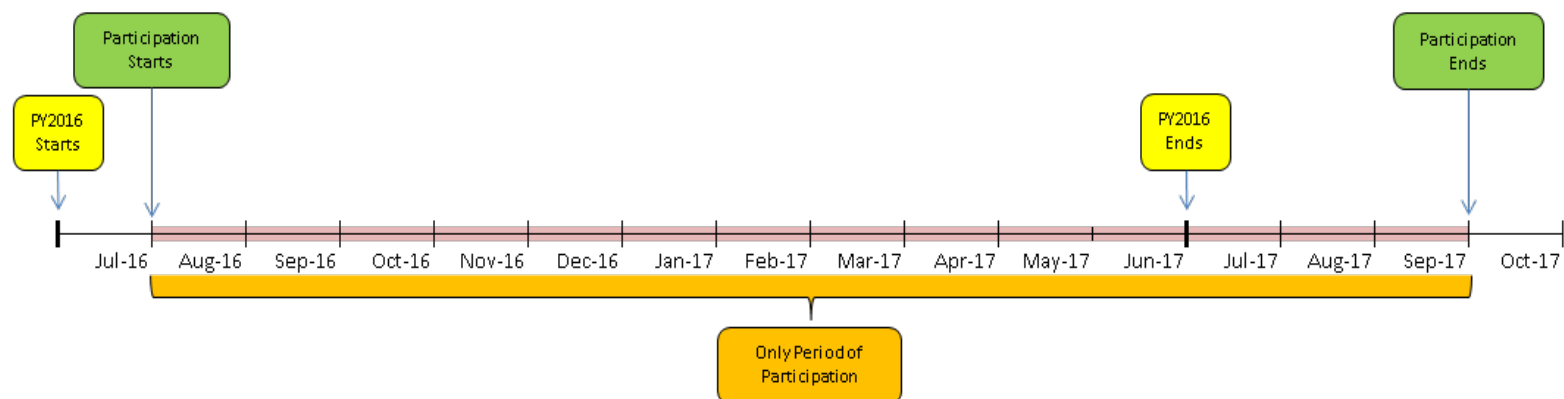 Participation
Starts
Participation
Ends
PY2016
Starts
PY2016
Ends
Jul-16 Aug-16 Sep-16 Oct-16 Nov-16 Dec-16 Jan-17 Feb-17 Mar-17 Apr-17 May-17 Jun-17 Jul-17 Aug-17 Sep-17 Oct-17
Only Period of
Participation